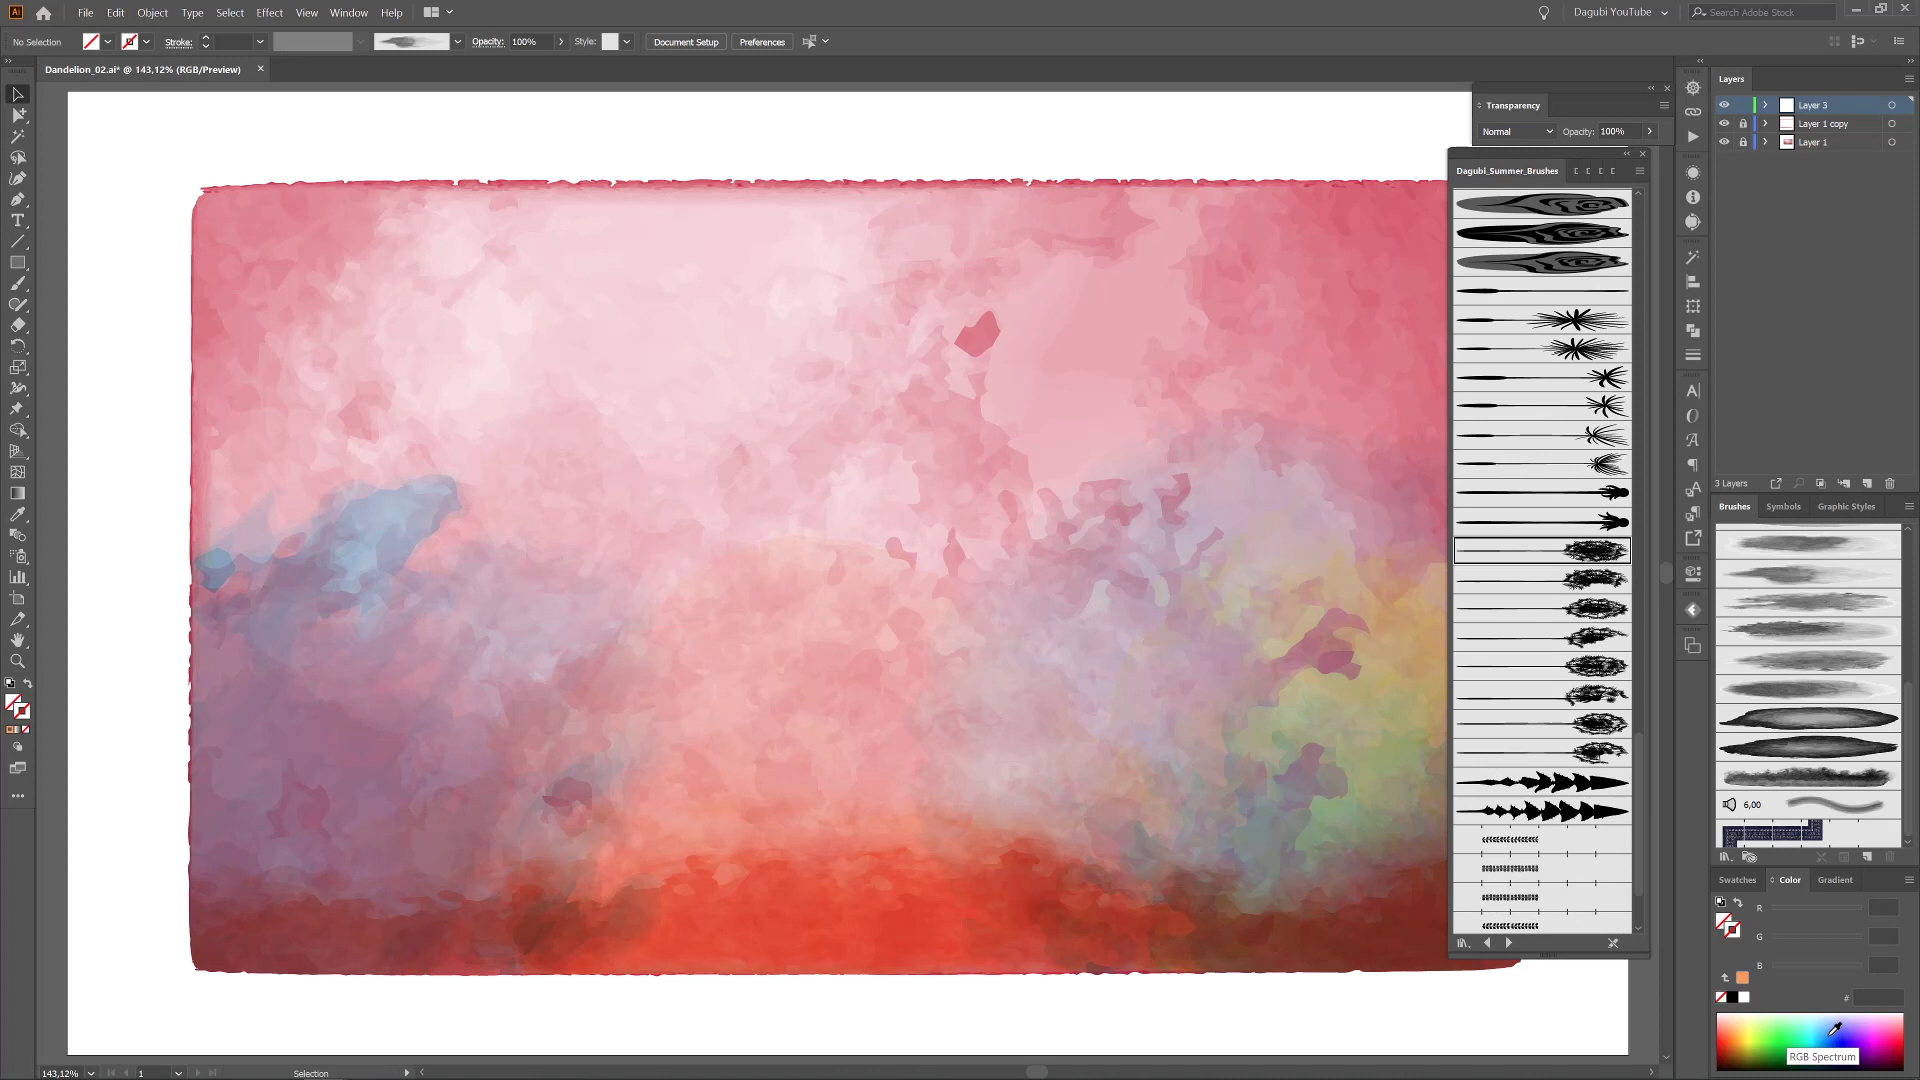 Ai File Edit Object Type Select Effect View Window Help Dagubi YouTube Search Adobe Stock
No Selection Stroke: Opacity: 100% Style: Document Setup Preferences
Dandelion_02.ai* @ 143,12% (RGB/Preview)
Layers
Transparency
Layer 3
Normal Opacity: 100%
Layer 1 copy
Layer 1
Dagubi_Summer_Brushes
3 Layers
Brushes Symbols Graphic Styles
6,00
Swatches Color Gradient
R
G
B
#
RGB Spectrum
143,12% 1 Selection